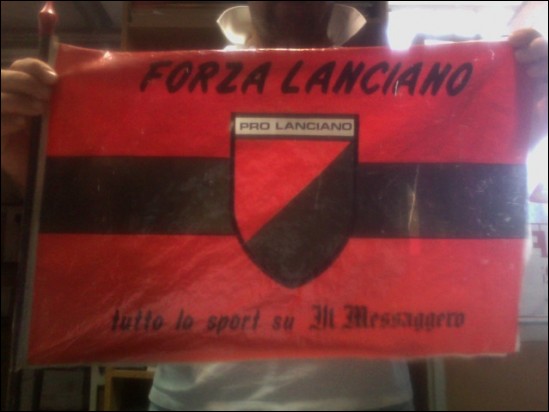 FORZA LANCIANO
PRO LANCIANO
tutto lo sport su Il Messaggero